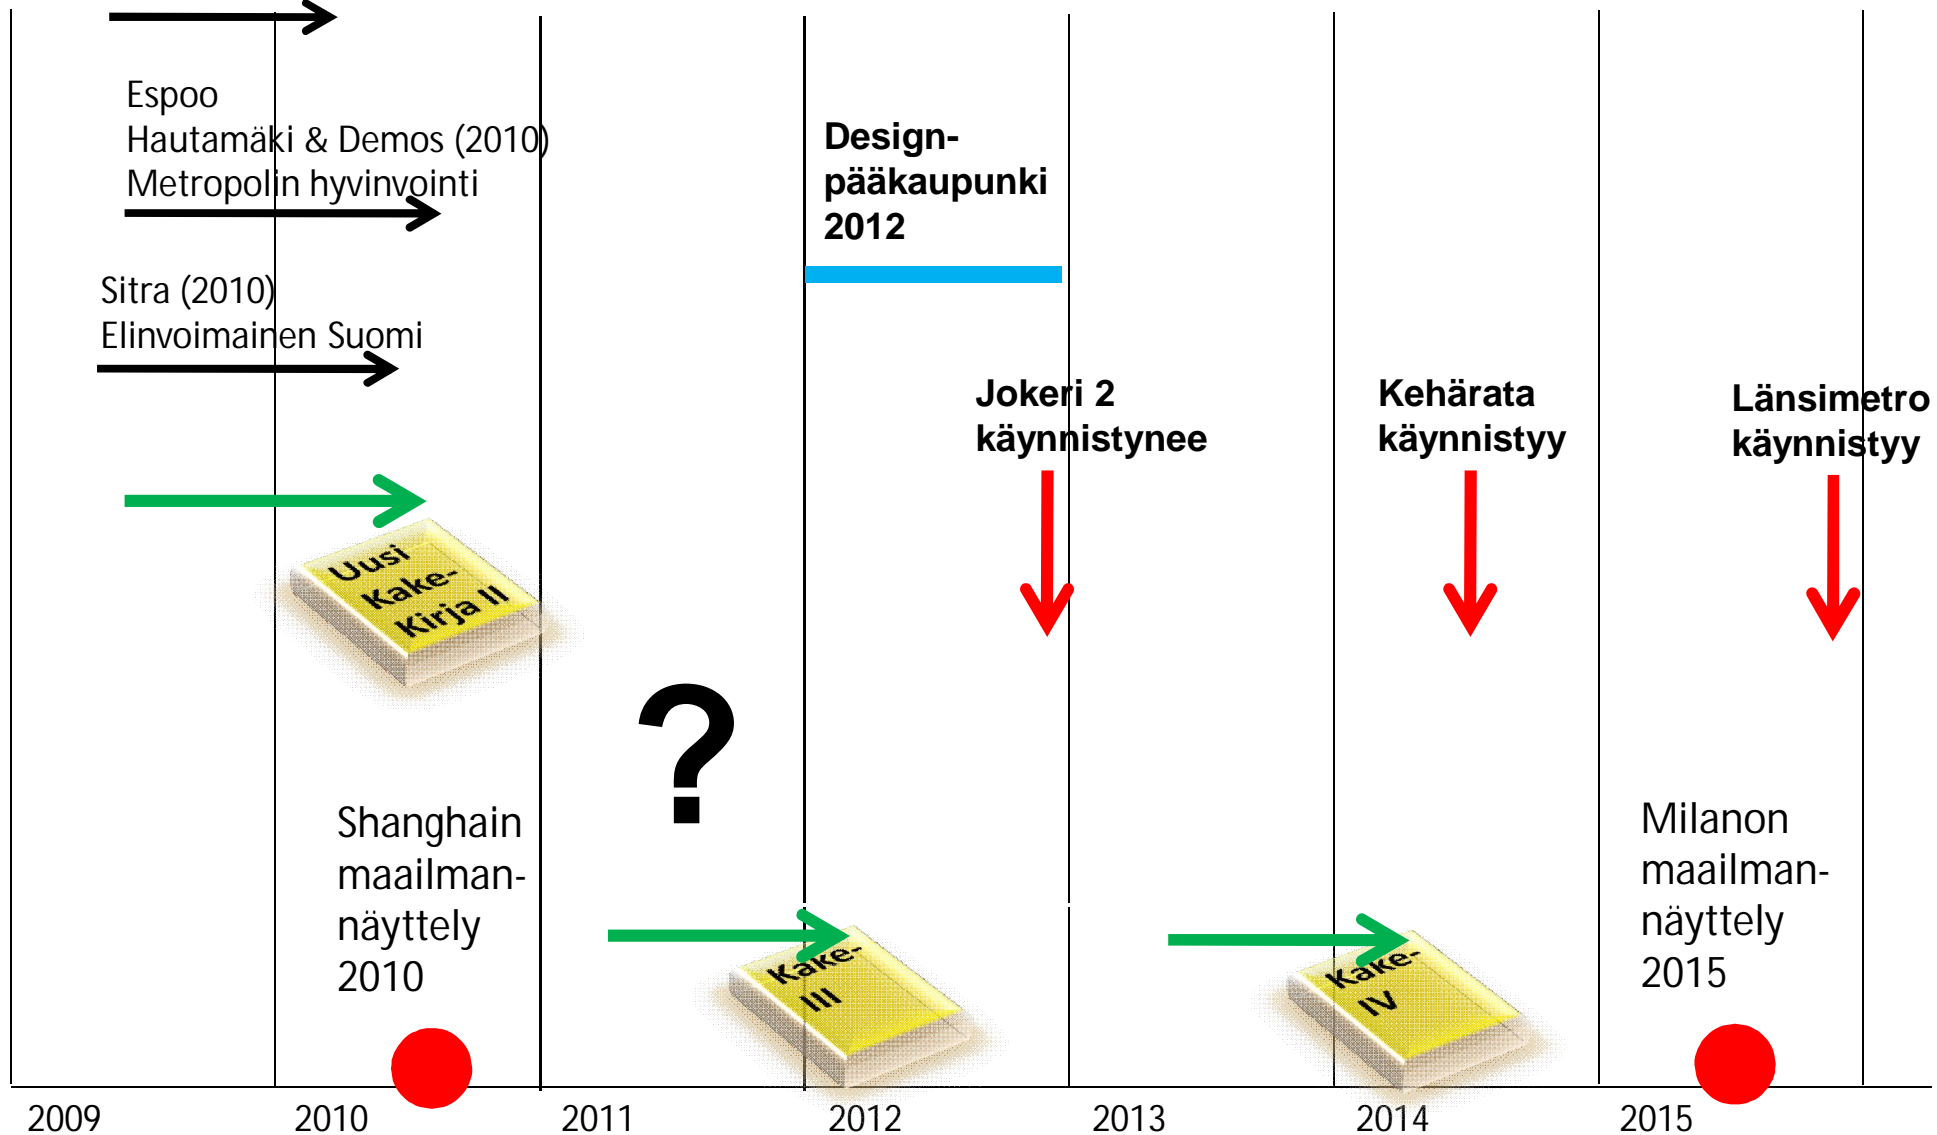 Espoo
Hautamäki & Demos (2010)
Metropolin hyvinvointi
Sitra (2010)
Elinvoimainen Suomi
Design-
pääkaupunki
2012
Jokeri 2
käynnistynee
Kehärata
käynnistyy
Länsimetro
käynnistyy
Uusi
Kake-
Kirja II
?
Shanghain
maailman-
näyttely
2010
Kake-
III
Kake-
IV
Milanon
maailman-
näyttely
2015
2009 2010 2011 2012 2013 2014 2015